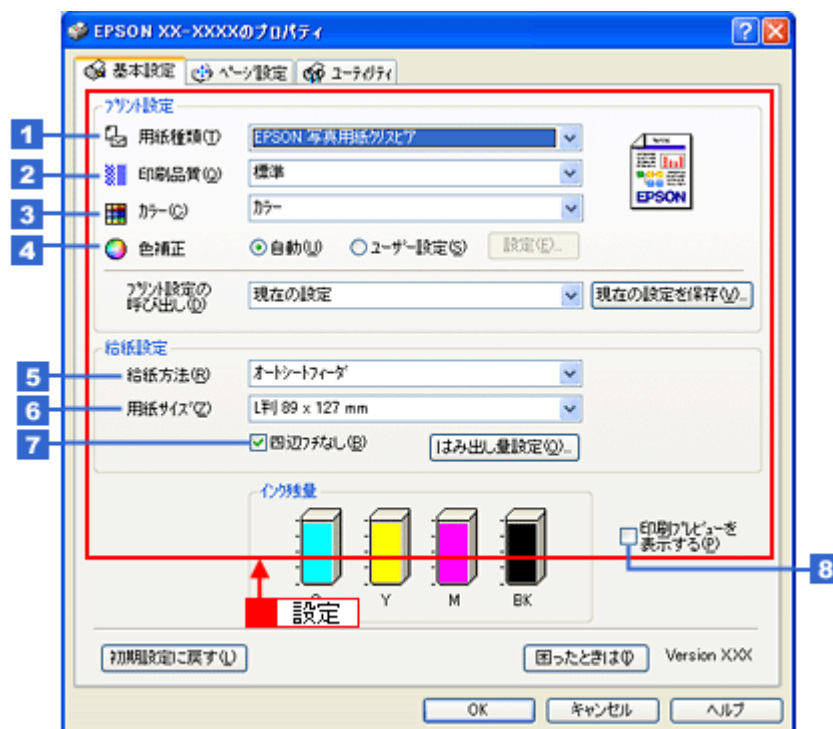 EPSON XX-XXXXのプロパティ
基本設定 ページ設定 ユーティリティ
プリント設定
1 用紙種類(T) EPSON 写真用紙クリスピア
2 印刷品質(Q) 標準
3 カラー(C) カラー
4 色補正 自動(U) ユーザー設定(S) 設定(E)...
EPSON
プリント設定の
呼び出し(D) 現在の設定 現在の設定を保存(V)...
給紙設定
5 給紙方法(R) オートシートフィーダ
6 用紙サイズ(Z) L判 89 x 127 mm
7 四辺フチなし(B) はみ出し量設定(O)...
インク残量
印刷プレビューを
表示する(P)
8
Y M BK
設定
初期設定に戻す(L) 困ったときは(I) Version XXX
OK キャンセル ヘルプ